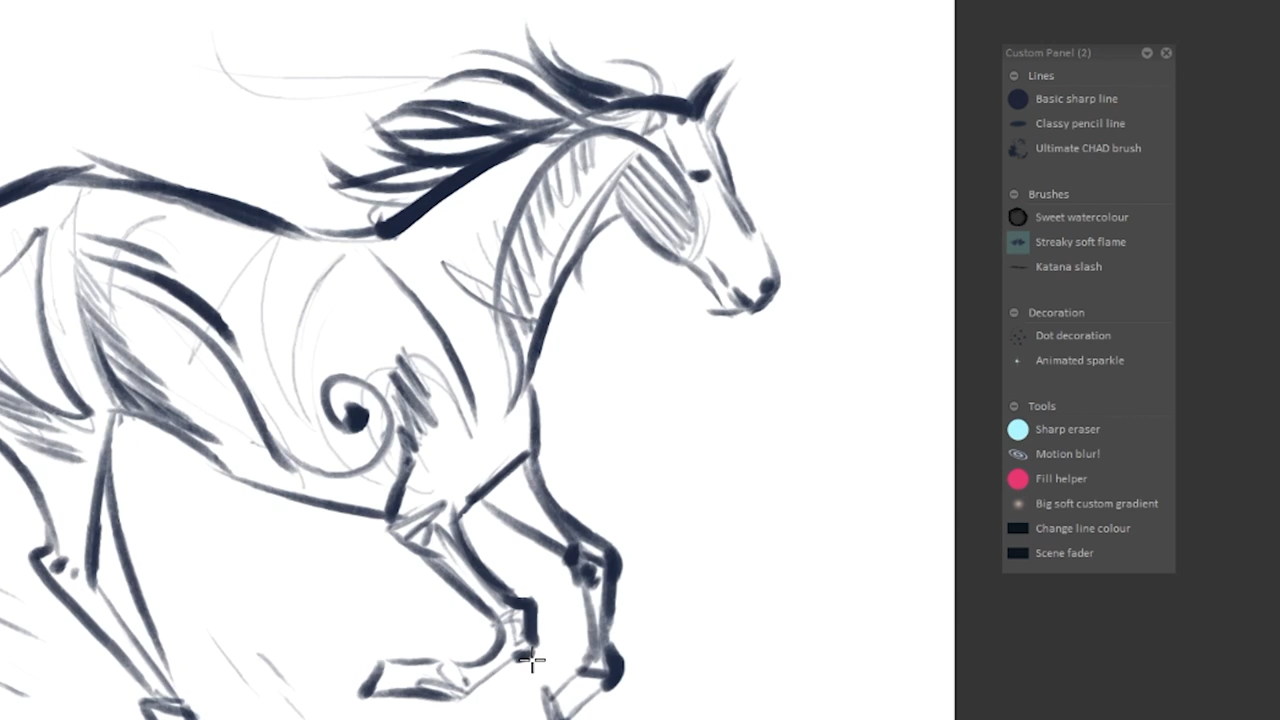 Custom Panel (2)
Lines
Basic sharp line
Classy pencil line
Ultimate CHAD brush
Brushes
Sweet watercolour
Streaky soft flame
Katana slash
Decoration
Dot decoration
Animated sparkle
Tools
Sharp eraser
Motion blur!
Fill helper
Big soft custom gradient
Change line colour
Scene fader